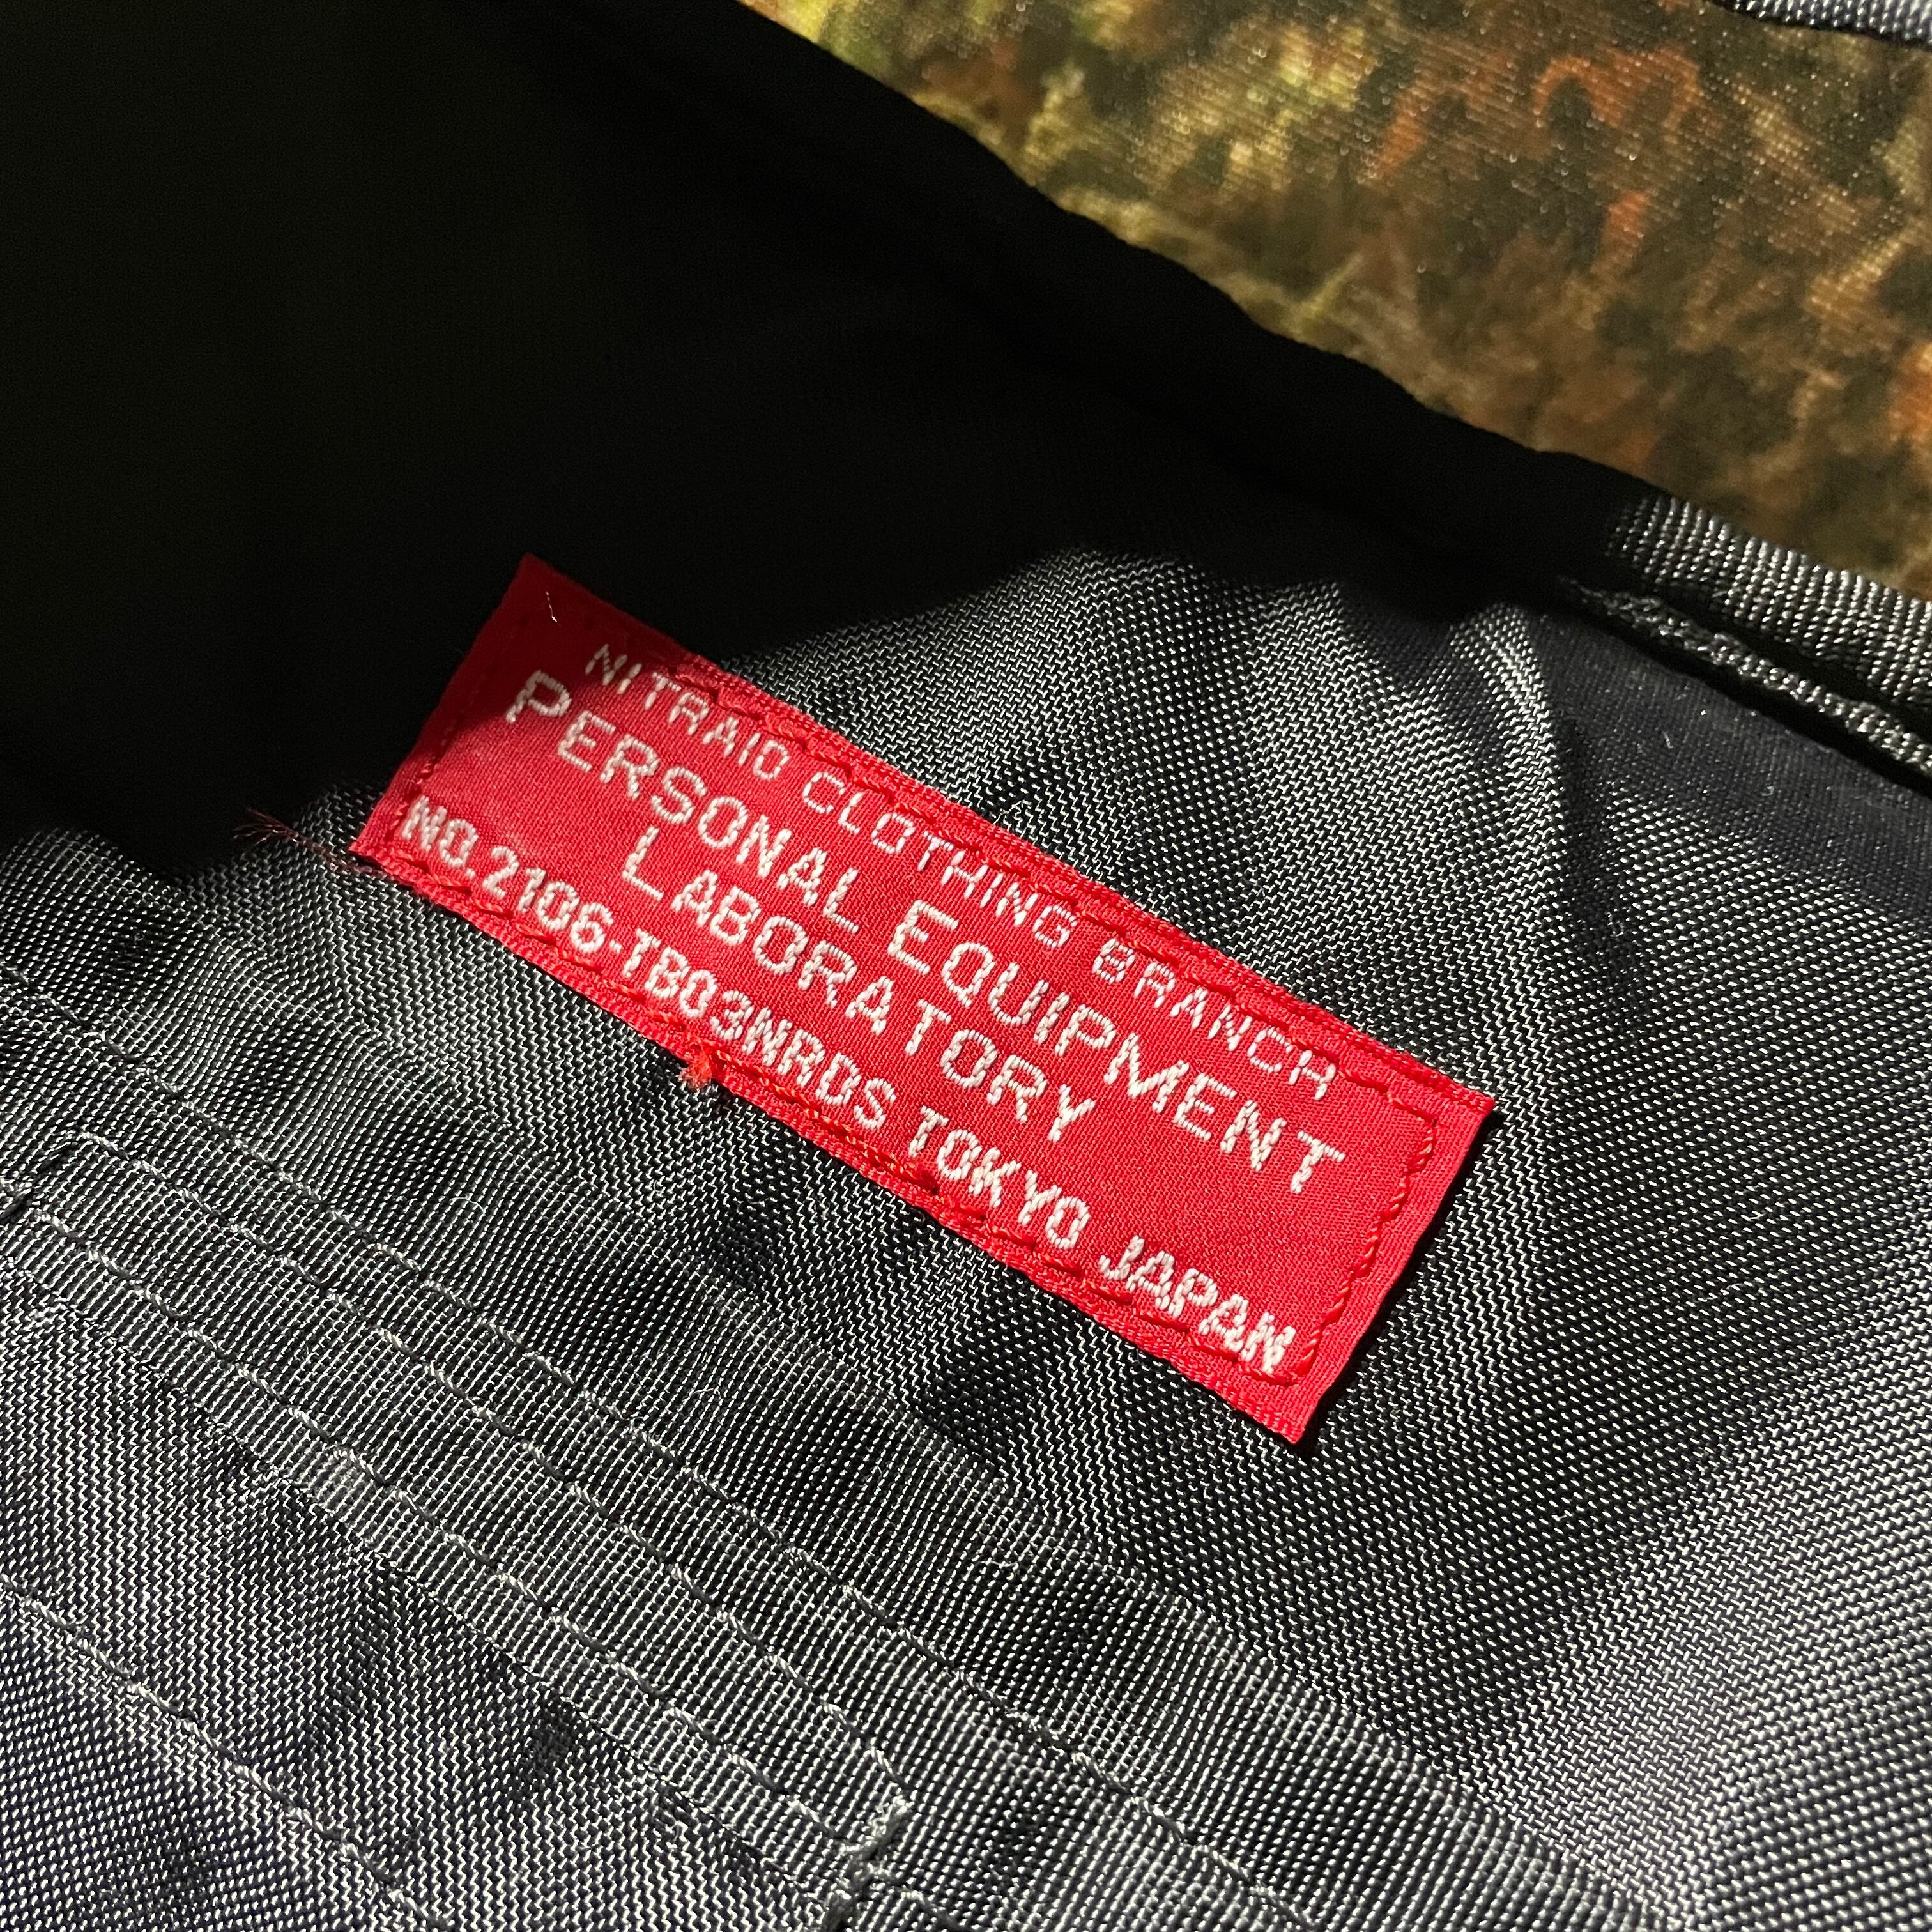 NITRAID CLOTHING BRANCH
PERSONAL EQUIPMENT
LABORATORY
NO.2106-TB03NRDS TOKYO JAPAN